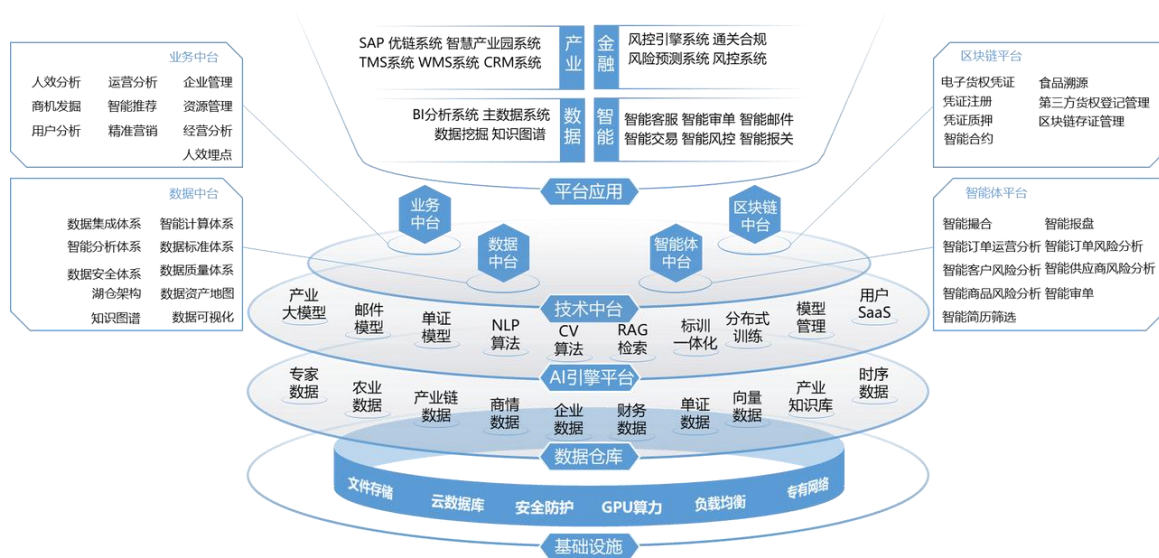 SAP 优链系统 智慧产业园系统
TMS系统 WMS系统 CRM系统
产业
金融
风控引擎系统 通关合规
风险预测系统 风控系统
BI分析系统 主数据系统
数据挖掘 知识图谱
数据
智能
智能客服 智能审单 智能邮件
智能交易 智能风控 智能报关
平台应用
业务中台
人效分析 运营分析 企业管理
商机发掘 智能推荐 资源管理
用户分析 精准营销 经营分析
人效埋点
数据中台
数据集成体系 智能计算体系
智能分析体系 数据标准体系
数据安全体系 数据质量体系
湖仓架构 数据资产地图
知识图谱 数据可视化
区块链平台
电子货权凭证 食品溯源
凭证注册 第三方货权登记管理
凭证质押 区块链存证管理
智能合约
智能体平台
智能撮合 智能报盘
智能订单运营分析 智能订单风险分析
智能客户风险分析 智能供应商风险分析
智能商品风险分析 智能审单
智能简历筛选
业务
中台
数据
中台
智能体
中台
区块链
中台
技术中台
产业
大模型
邮件
模型
单证
模型
NLP
算法
CV
算法
RAG
检索
标训
一体化
分布式
训练
模型
管理
用户
SaaS
AI引擎平台
专家
数据
农业
数据
产业链
数据
商情
数据
企业
数据
财务
数据
单证
数据
向量
数据
产业
知识库
时序
数据
数据仓库
文件存储
云数据库
安全防护
GPU算力
负载均衡
专有网络
基础设施